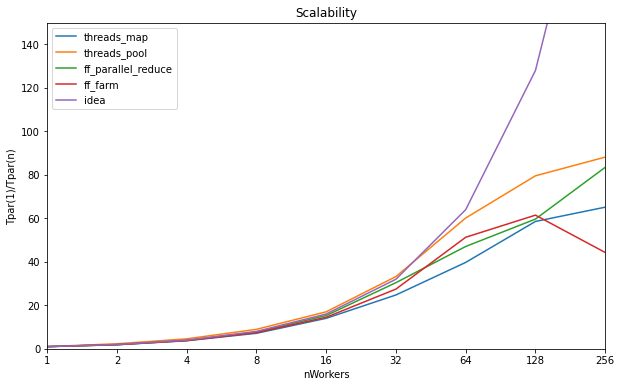 Scalability
threads_map
threads_pool
ff_parallel_reduce
ff_farm
idea
Tpar(1)/Tpar(n)
140
120
100
80
60
40
20
0
1 2 4 8 16 32 64 128 256
nWorkers